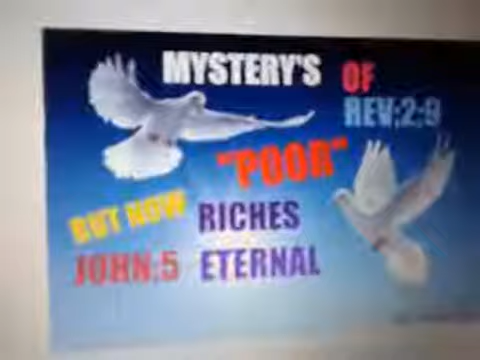 MYSTERY'S OF
REV;2;9
"POOR"
BUT NOW RICHES
JOHN;5 ETERNAL